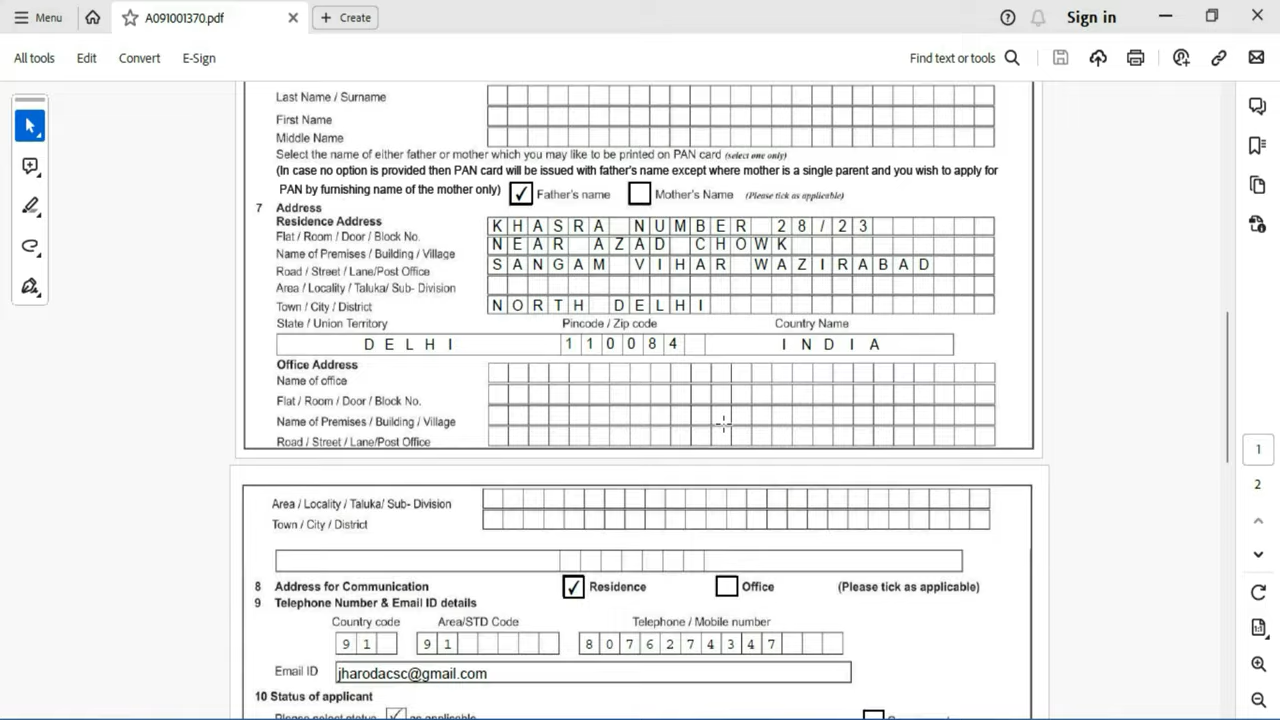 Menu
A091001370.pdf
Create
Sign in
All tools
Edit
Convert
E-Sign
Find text or tools
Last Name / Surname
First Name
Middle Name
Select the name of either father or mother which you may like to be printed on PAN card (select one only)
(In case no option is provided then PAN card will be issued with father's name except where mother is a single parent and you wish to apply for
PAN by furnishing name of the mother only) Father's name Mother's Name (Please tick as applicable)
7 Address
Residence Address
Flat / Room / Door / Block No. KHASRA NUMBER 28/23
Name of Premises / Building / Village NEAR AZAD CHOWK
Road / Street / Lane/Post Office SANGAM VIHAR WAZIRABAD
Area / Locality / Taluka/ Sub- Division
Town / City / District NORTH DELHI
State / Union Territory Pincode / Zip code Country Name
DELHI 110084 INDIA
Office Address
Name of office
Flat / Room / Door / Block No.
Name of Premises / Building / Village
Road / Street / Lane/Post Office
Area / Locality / Taluka/ Sub- Division
Town / City / District
8 Address for Communication Residence Office (Please tick as applicable)
9 Telephone Number & Email ID details
Country code Area/STD Code Telephone / Mobile number
91 91 8076274347
Email ID jharodacsc@gmail.com
10 Status of applicant
Please select status as applicable
1
2